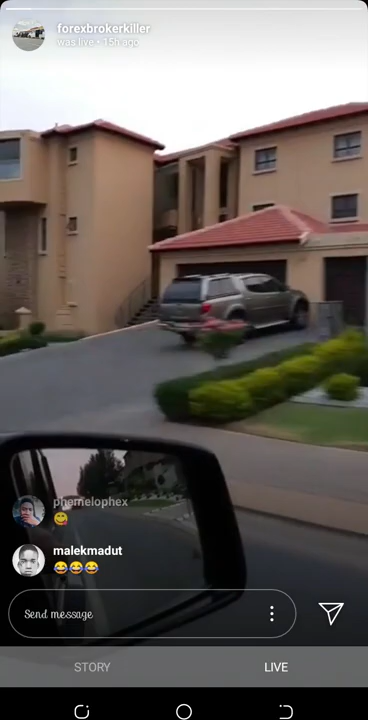 forexbrokerkiller
was live • 15h ago
phemelophex
😋
malekmadut
😂😂😂
Send message
STORY
LIVE